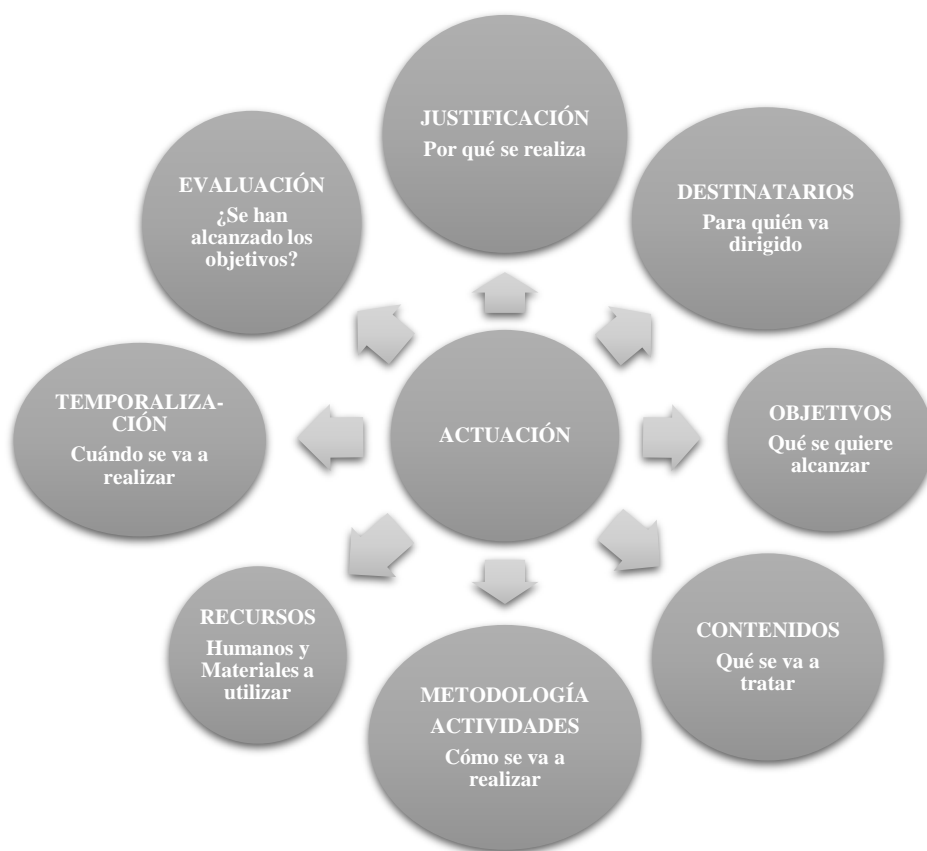 JUSTIFICACIÓN
Por qué se realiza
DESTINATARIOS
Para quién va
dirigido
OBJETIVOS
Qué se quiere
alcanzar
CONTENIDOS
Qué se va a
tratar
METODOLOGÍA
ACTIVIDADES
Cómo se va a
realizar
RECURSOS
Humanos y
Materiales a
utilizar
TEMPORALIZA-
CIÓN
Cuándo se va a
realizar
EVALUACIÓN
¿Se han
alcanzado los
objetivos?
ACTUACIÓN